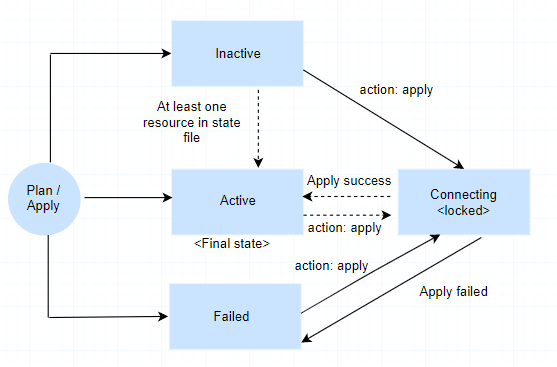 Inactive
action: apply
At least one
resource in state
file
Plan /
Apply
Active
Apply success
Connecting
<locked>
<Final state>
action: apply
action: apply
Apply failed
Failed